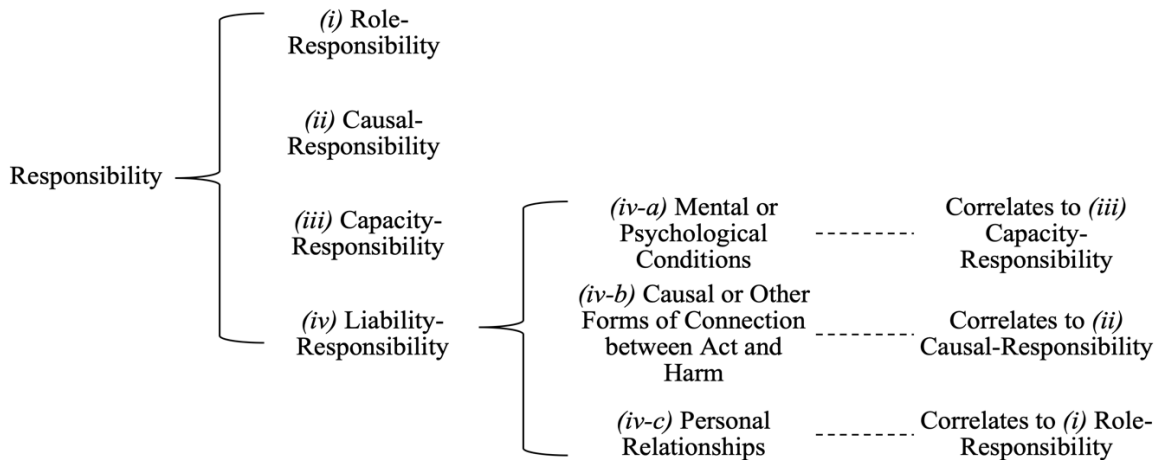 (i) Role-
Responsibility
(ii) Causal-
Responsibility
Responsibility
(iii) Capacity-
Responsibility
(iv) Liability-
Responsibility
(iv-a) Mental or
Psychological
Conditions
Correlates to (iii)
Capacity-
Responsibility
(iv-b) Causal or Other
Forms of Connection
between Act and
Harm
Correlates to (ii)
Causal-Responsibility
(iv-c) Personal
Relationships
Correlates to (i) Role-
Responsibility